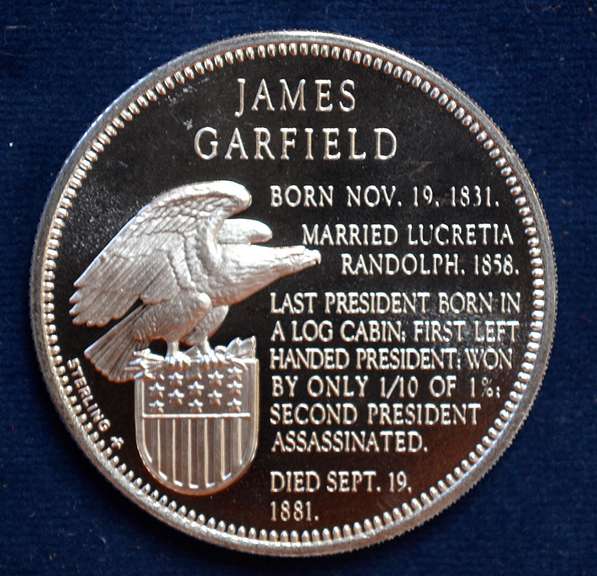 JAMES
GARFIELD
BORN NOV. 19, 1831.
MARRIED LUCRETIA
RANDOLPH, 1858.
LAST PRESIDENT BORN IN
A LOG CABIN; FIRST LEFT
HANDED PRESIDENT; WON
BY ONLY 1/10 OF 1%;
SECOND PRESIDENT
ASSASSINATED.
DIED SEPT. 19,
1881.
STERLING